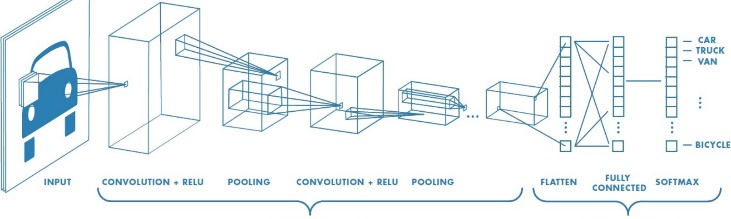 CAR
TRUCK
VAN
BICYCLE
INPUT
CONVOLUTION + RELU
POOLING
CONVOLUTION + RELU
POOLING
FLATTEN
FULLY
CONNECTED
SOFTMAX